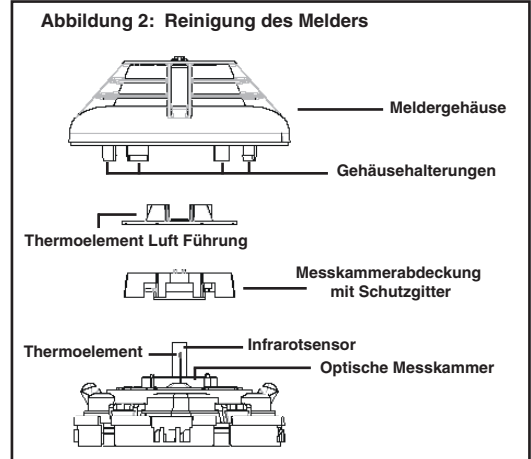 Abbildung 2: Reinigung des Melders
Meldergehäuse
Gehäusehalterungen
Thermoelement Luft Führung
Messkammerabdeckung
mit Schutzgitter
Thermoelement
Infrarotsensor
Optische Messkammer